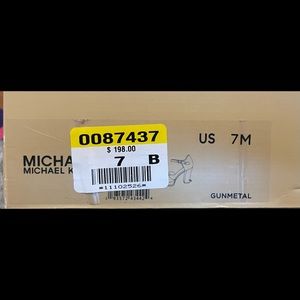 0087437
$ 198.00
7 B
#11102526#
US 7M
MICHA
MICHAEL K
GUNMETAL